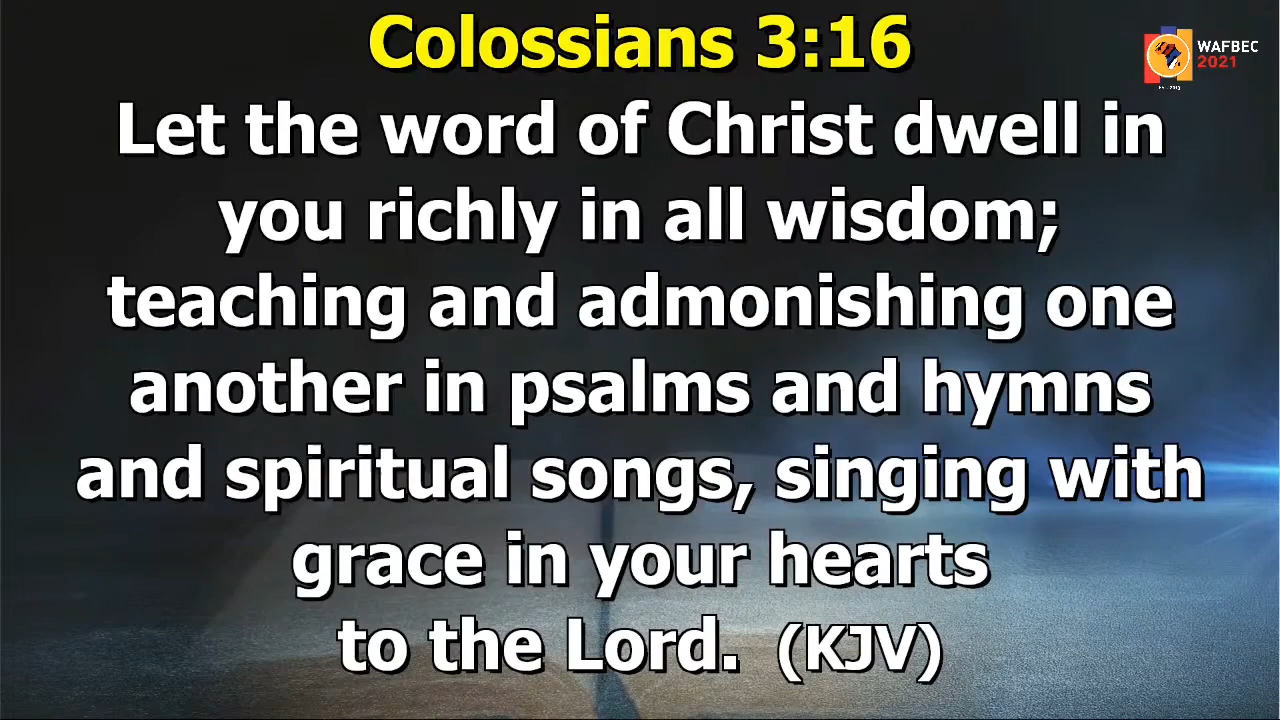 Colossians 3:16
WAFBEC
2021
Let the word of Christ dwell in
you richly in all wisdom;
teaching and admonishing one
another in psalms and hymns
and spiritual songs, singing with
grace in your hearts
to the Lord. (KJV)